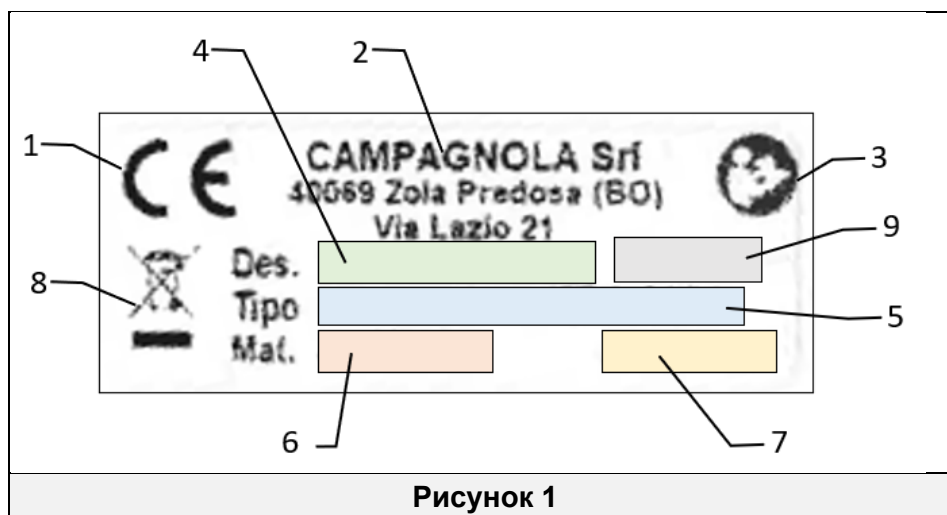 4
2
1
CE
CAMPAGNOLA Srl
3
40069 Zola Predosa (BO)
Via Lazio 21
9
8
Des.
Tipo
5
Mat.
6
7
Рисунок 1